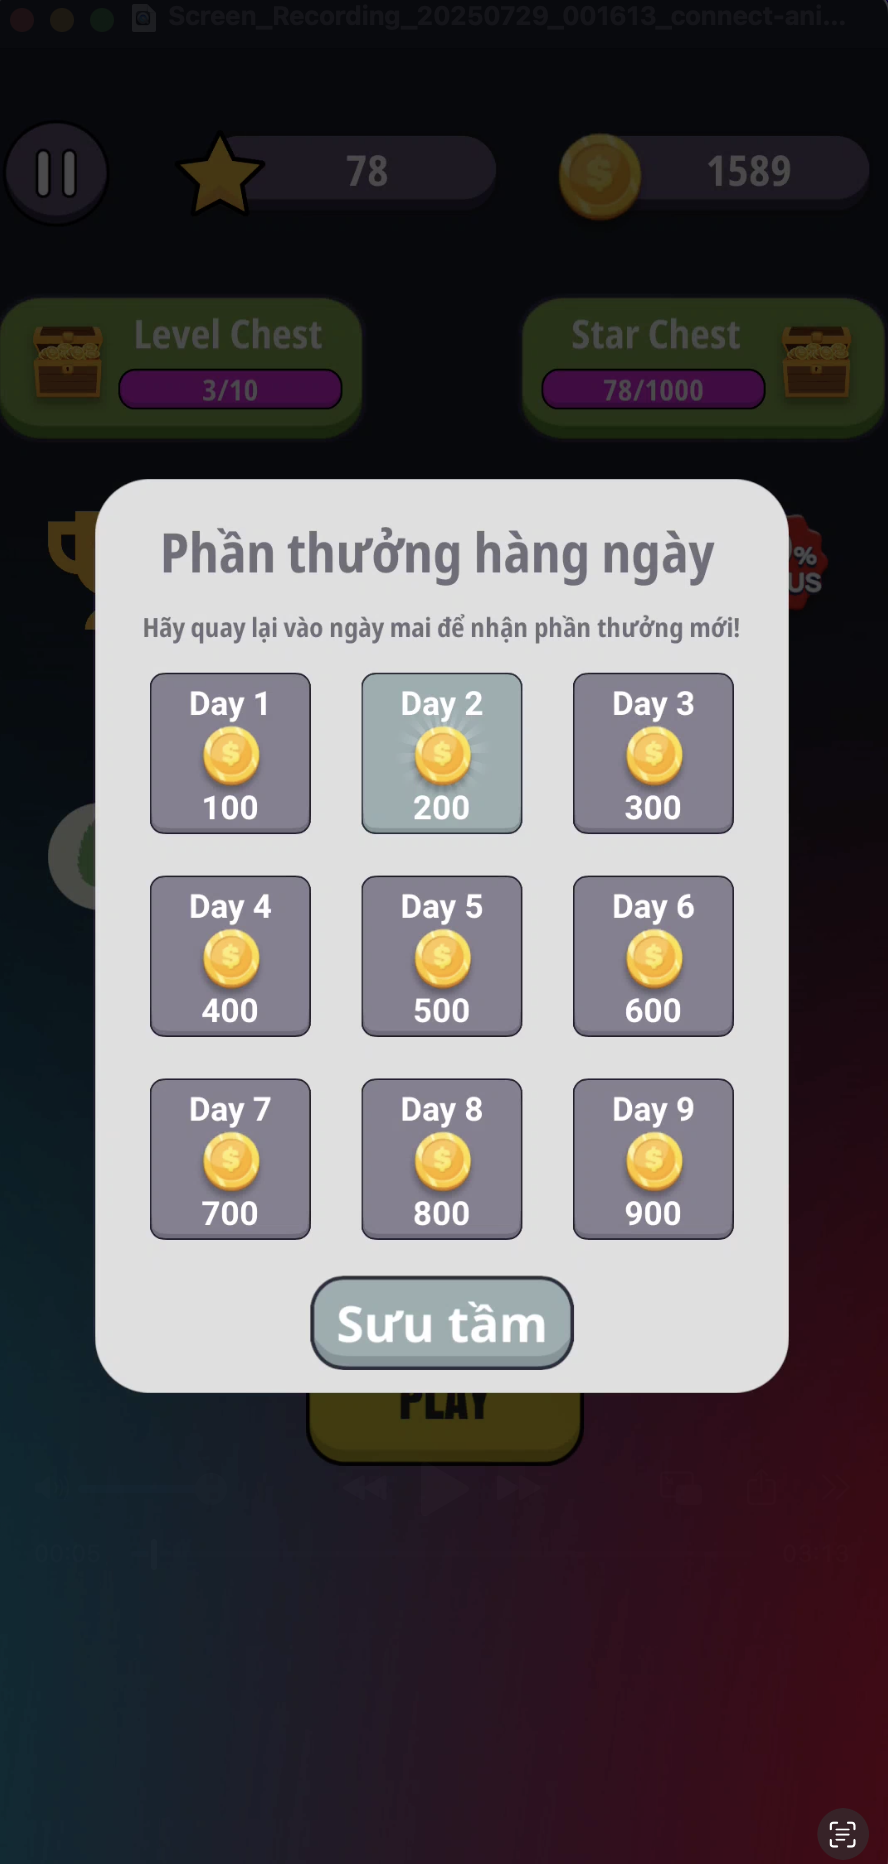 Screen_Recording_20250729_001613_connect-ani...
78
1589
Level Chest
3/10
Star Chest
78/1000
%
US
Phần thưởng hàng ngày
Hãy quay lại vào ngày mai để nhận phần thưởng mới!
Day 1
100
Day 2
200
Day 3
300
Day 4
400
Day 5
500
Day 6
600
Day 7
700
Day 8
800
Day 9
900
Sưu tầm
PLAY